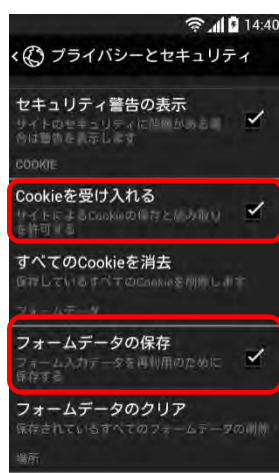 14:40
プライバシーとセキュリティ
セキュリティ警告の表示
サイトのセキュリティに問題がある場
合は警告を表示します
COOKIE
Cookieを受け入れる
サイトによるCookieの保存と読み取り
を許可する
すべてのCookieを消去
保存しているすべてのCookieを削除します
フォームデータ
フォームデータの保存
フォーム入力データを再利用のために
保存する
フォームデータのクリア
保存されているすべてのフォームデータの削除
場所